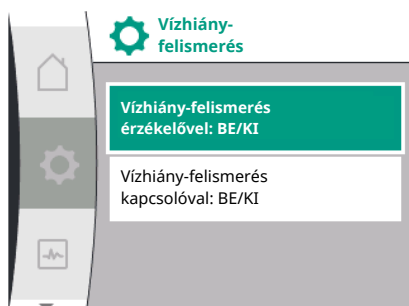 Vízhiány-
felismerés
Vízhiány-felismerés
érzékelővel: BE/KI
Vízhiány-felismerés
kapcsolóval: BE/KI